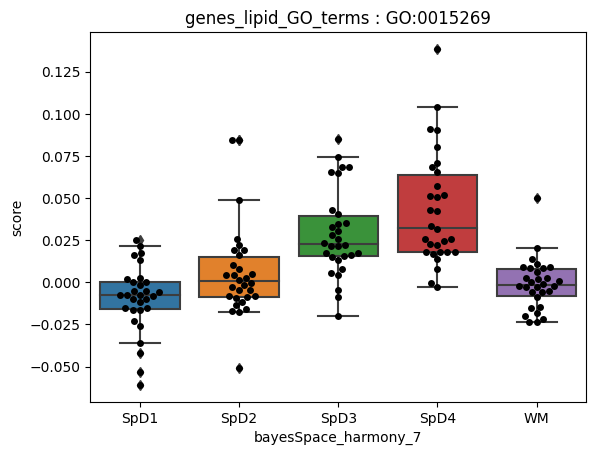 genes_lipid_GO_terms : GO:0015269
0.125
0.100
0.075
0.050
0.025
0.000
−0.025
−0.050
score
SpD1 SpD2 SpD3 SpD4 WM
bayesSpace_harmony_7